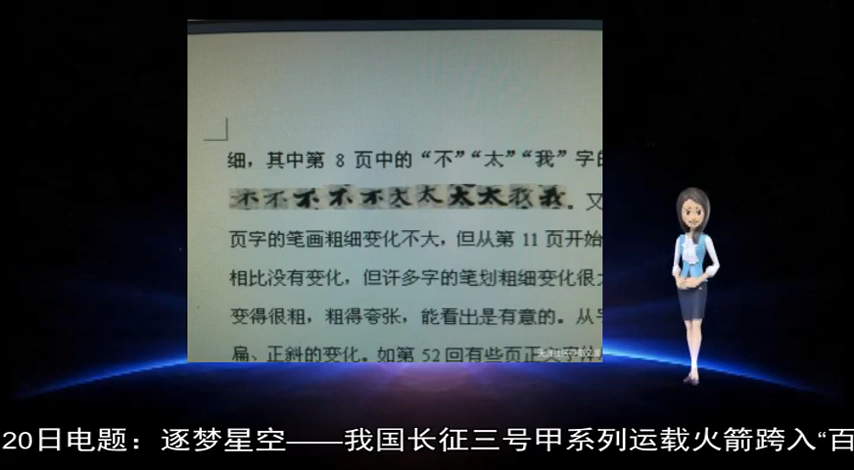 细，其中第 8 页中的“不”“太”“我”字的
不不不不不太太太太我我。又
页字的笔画粗细变化不大，但从第 11 页开始
相比没有变化，但许多字的笔划粗细变化很大
变得很粗，粗得夸张，能看出是有意的。从字
扁、正斜的变化。如第 52 回有些页正文字体
20日电题：逐梦星空——我国长征三号甲系列运载火箭跨入“百